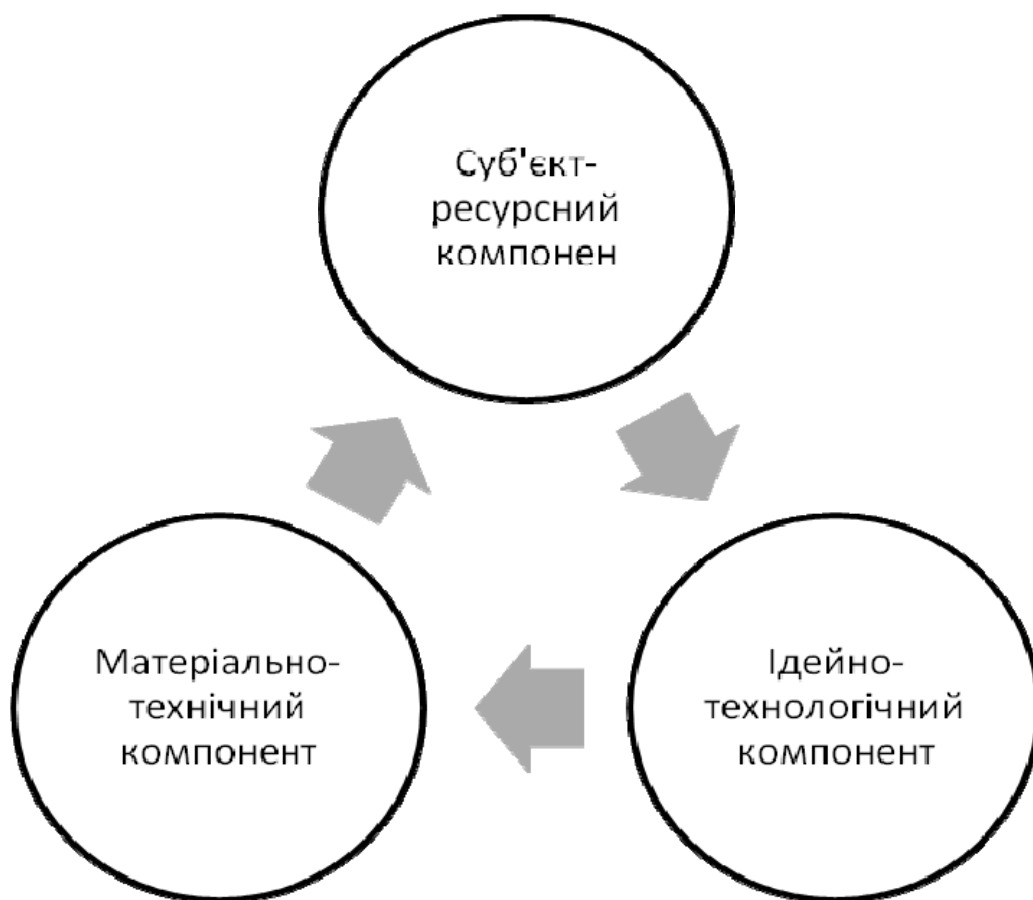 Суб'єкт-
ресурсний
компонен
Матеріально-
технічний
компонент
Ідейно-
технологічний
компонент